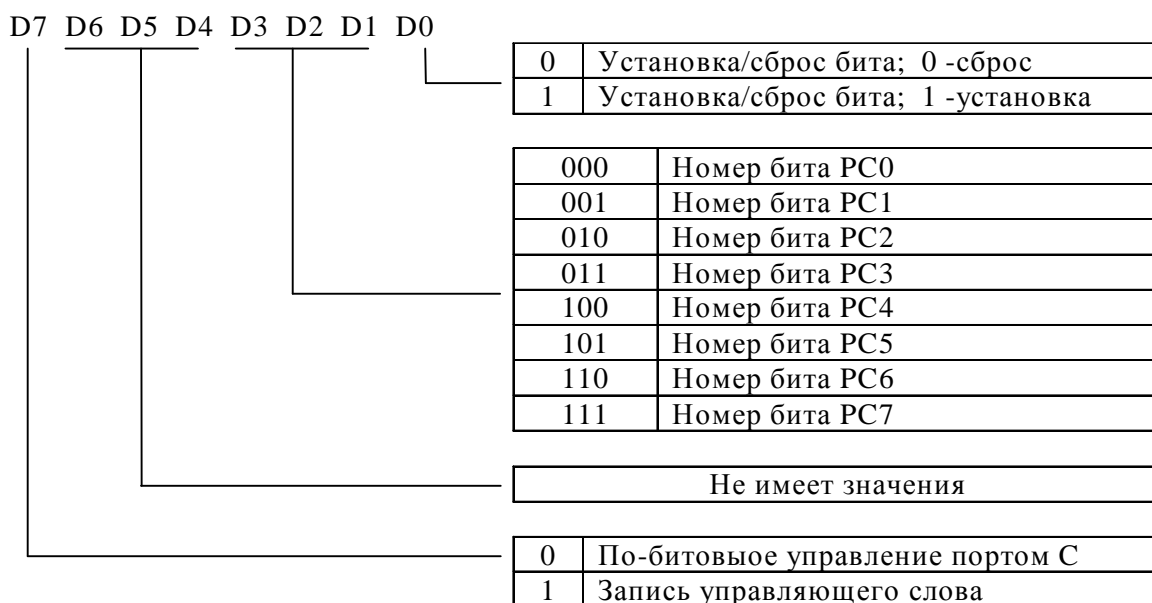 D7 D6 D5 D4 D3 D2 D1 D0
0 Установка/сброс бита; 0 -сброс
1 Установка/сброс бита; 1 -установка
000 Номер бита PC0
001 Номер бита PC1
010 Номер бита PC2
011 Номер бита PC3
100 Номер бита PC4
101 Номер бита PC5
110 Номер бита PC6
111 Номер бита PC7
Не имеет значения
0 По-битовыое управление портом С
1 Запись управляющего слова